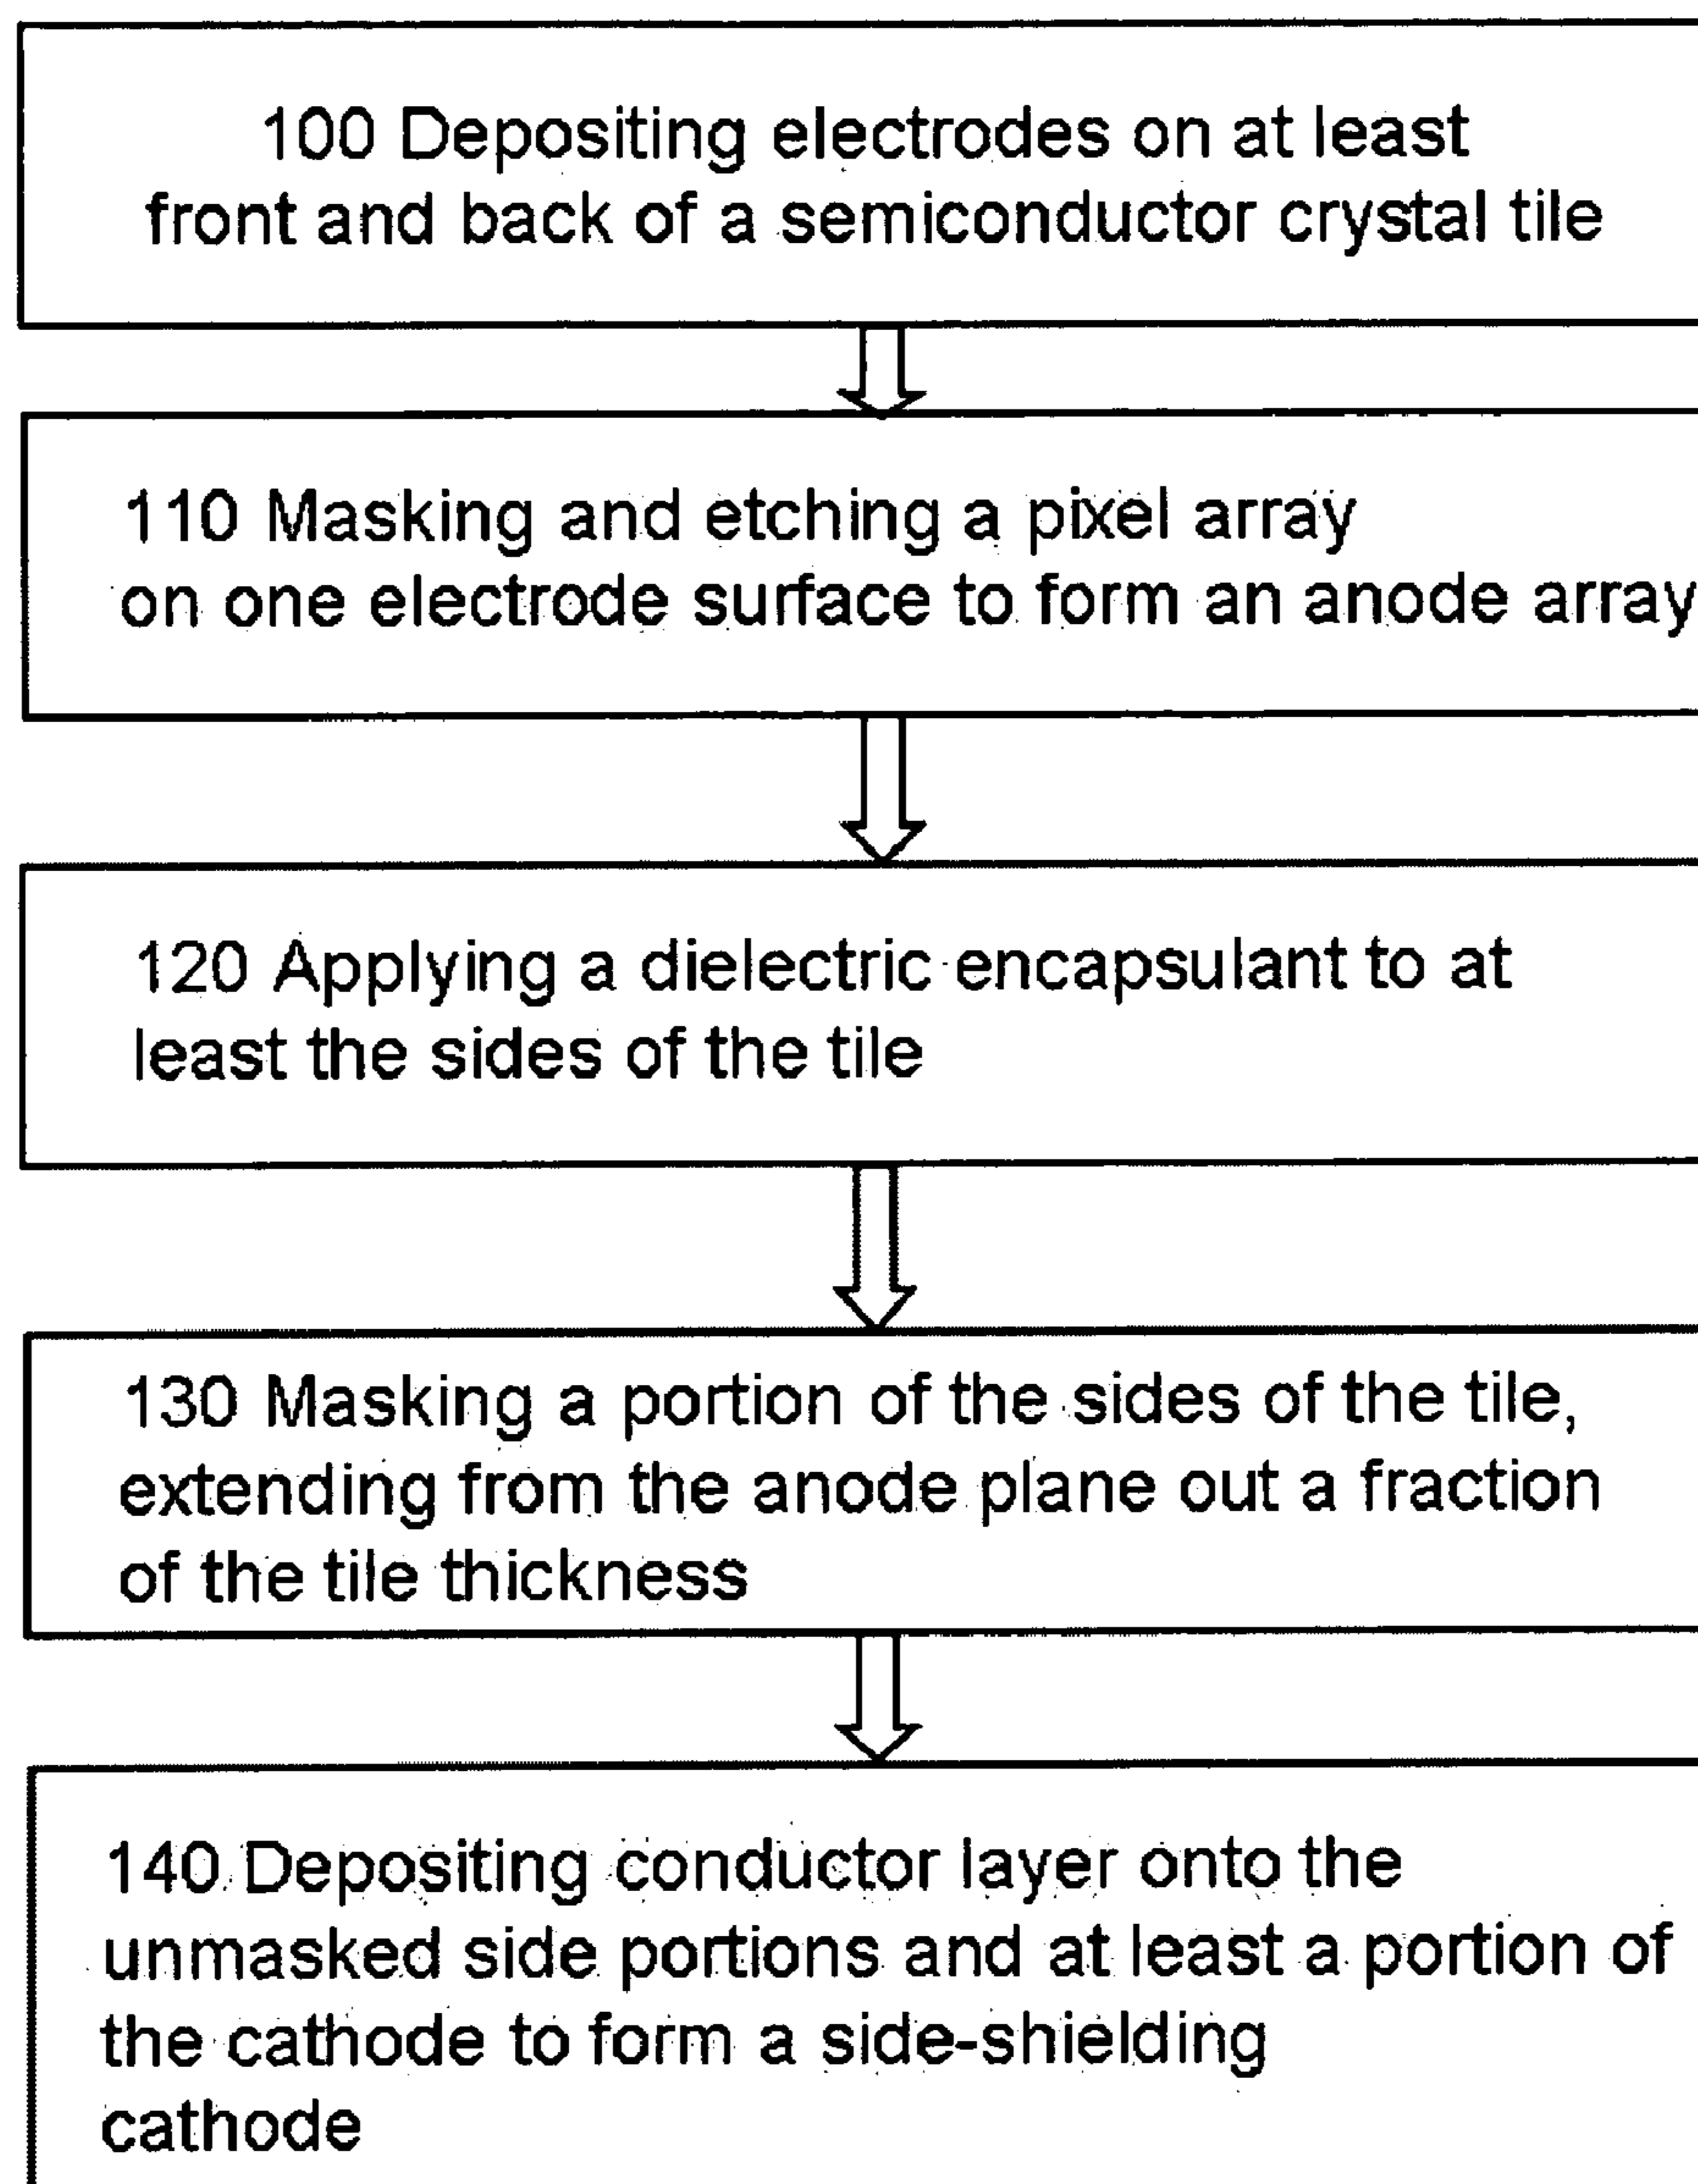 100 Depositing electrodes on at least
front and back of a semiconductor crystal tile
110 Masking and etching a pixel array
on one electrode surface to form an anode array
120 Applying a dielectric encapsulant to at
least the sides of the tile
130 Masking a portion of the sides of the tile,
extending from the anode plane out a fraction
of the tile thickness
140 Depositing conductor layer onto the
unmasked side portions and at least a portion of
the cathode to form a side-shielding
cathode